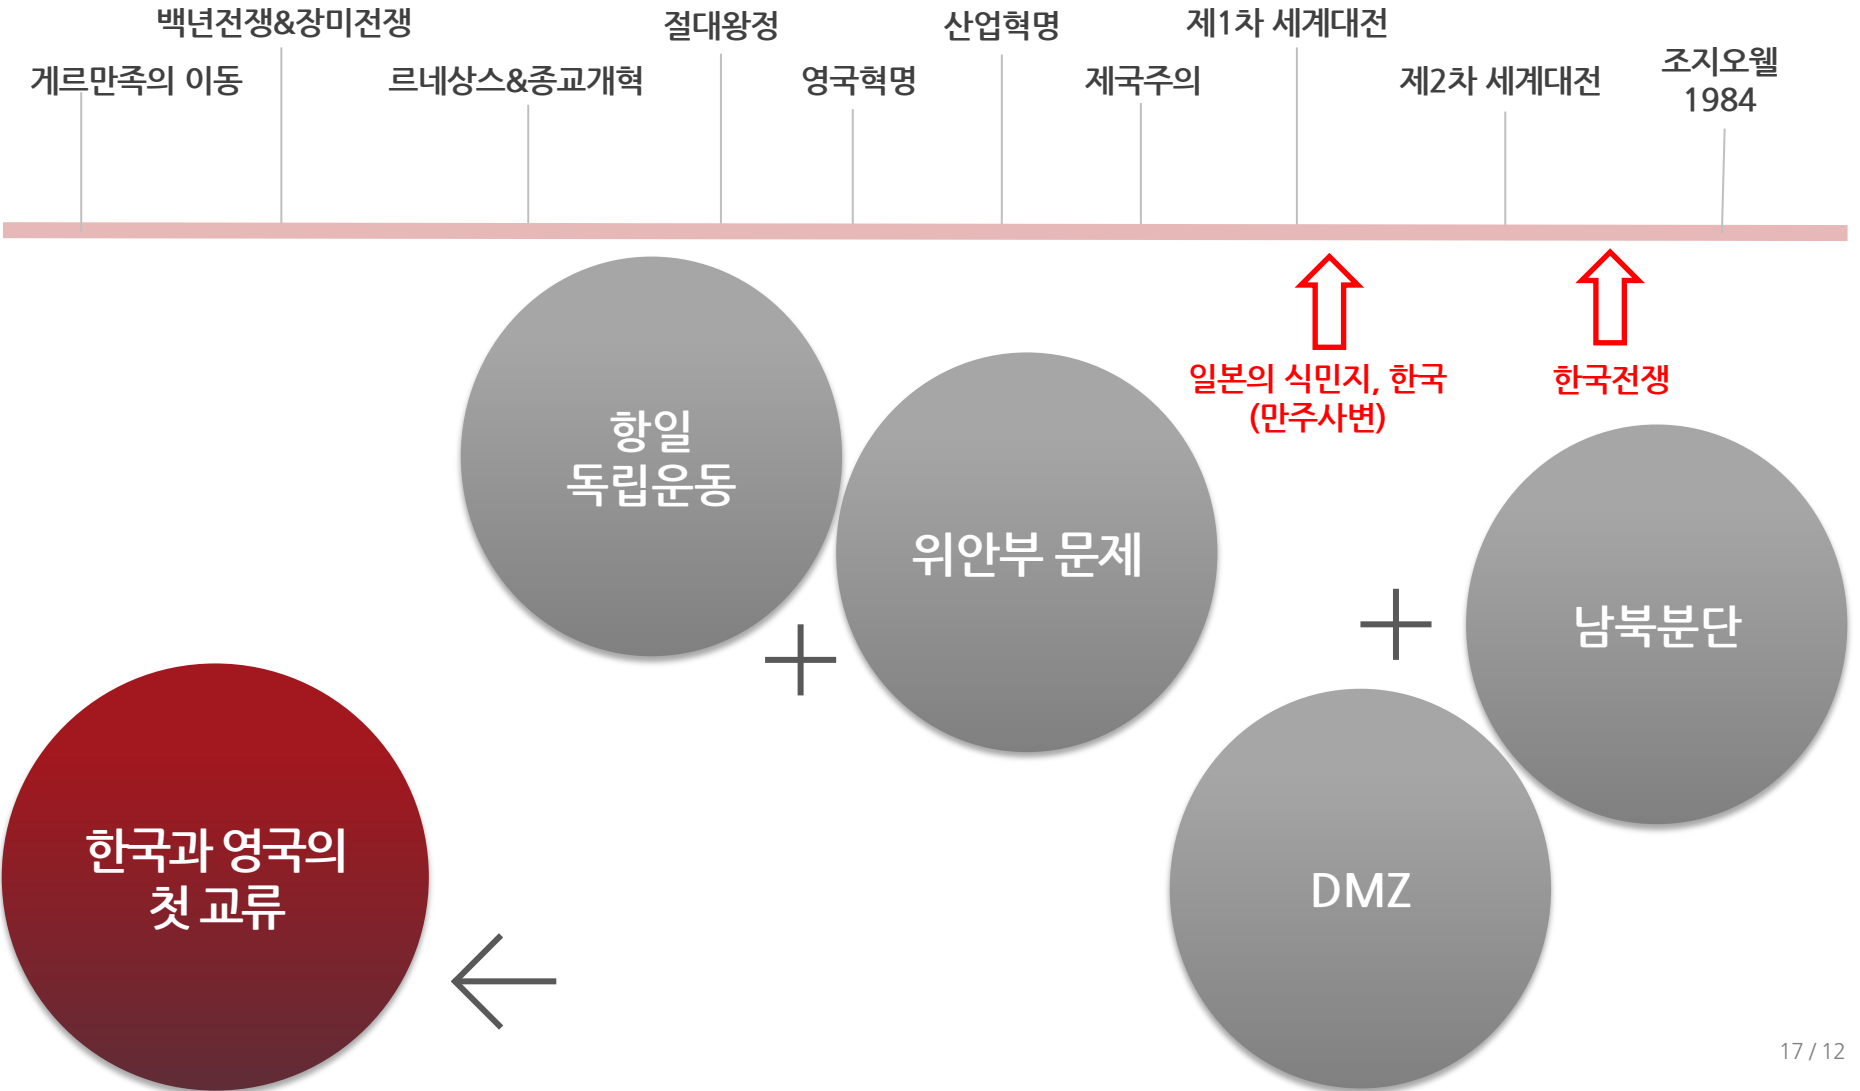 백년전쟁&장미전쟁
절대왕정
산업혁명
제1차 세계대전
게르만족의 이동
르네상스&종교개혁
영국혁명
제국주의
제2차 세계대전
조지오웰
1984
일본의 식민지, 한국
(만주사변)
한국전쟁
항일
독립운동
위안부 문제
남북분단
DMZ
한국과 영국의
첫 교류
17 / 12